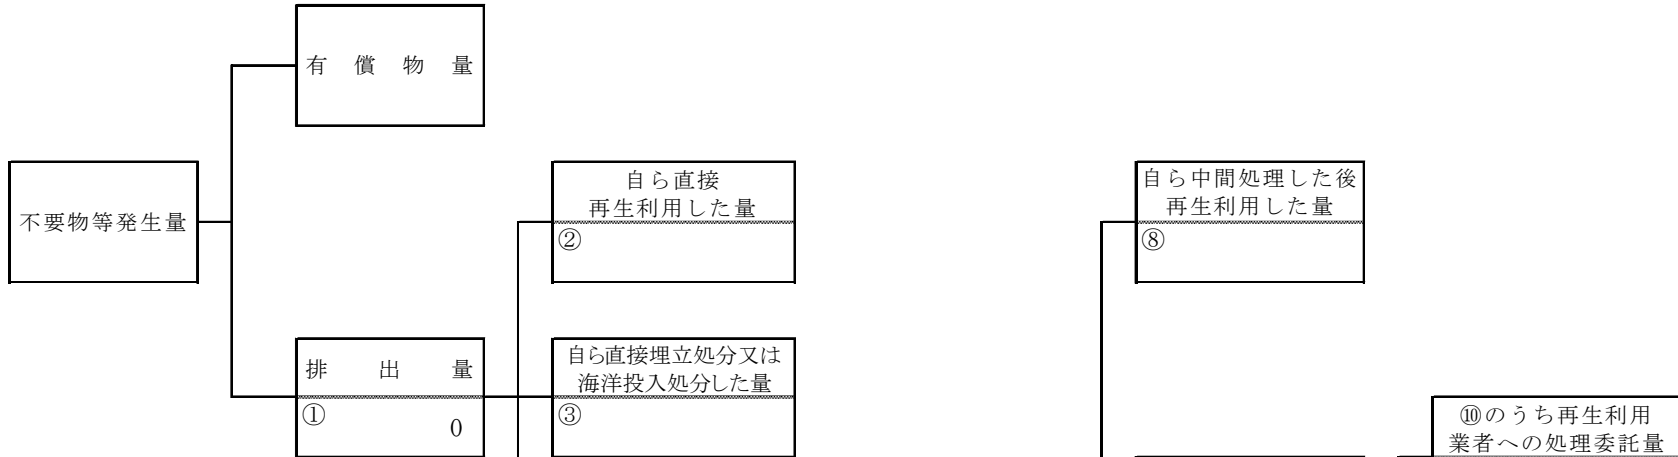 有償物量
不要物等発生量
自ら直接
再生利用した量
②
自ら中間処理した後
再生利用した量
⑧
排出量
①
0
自ら直接埋立処分又は
海洋投入処分した量
③
⑩のうち再生利用
業者への処理委託量